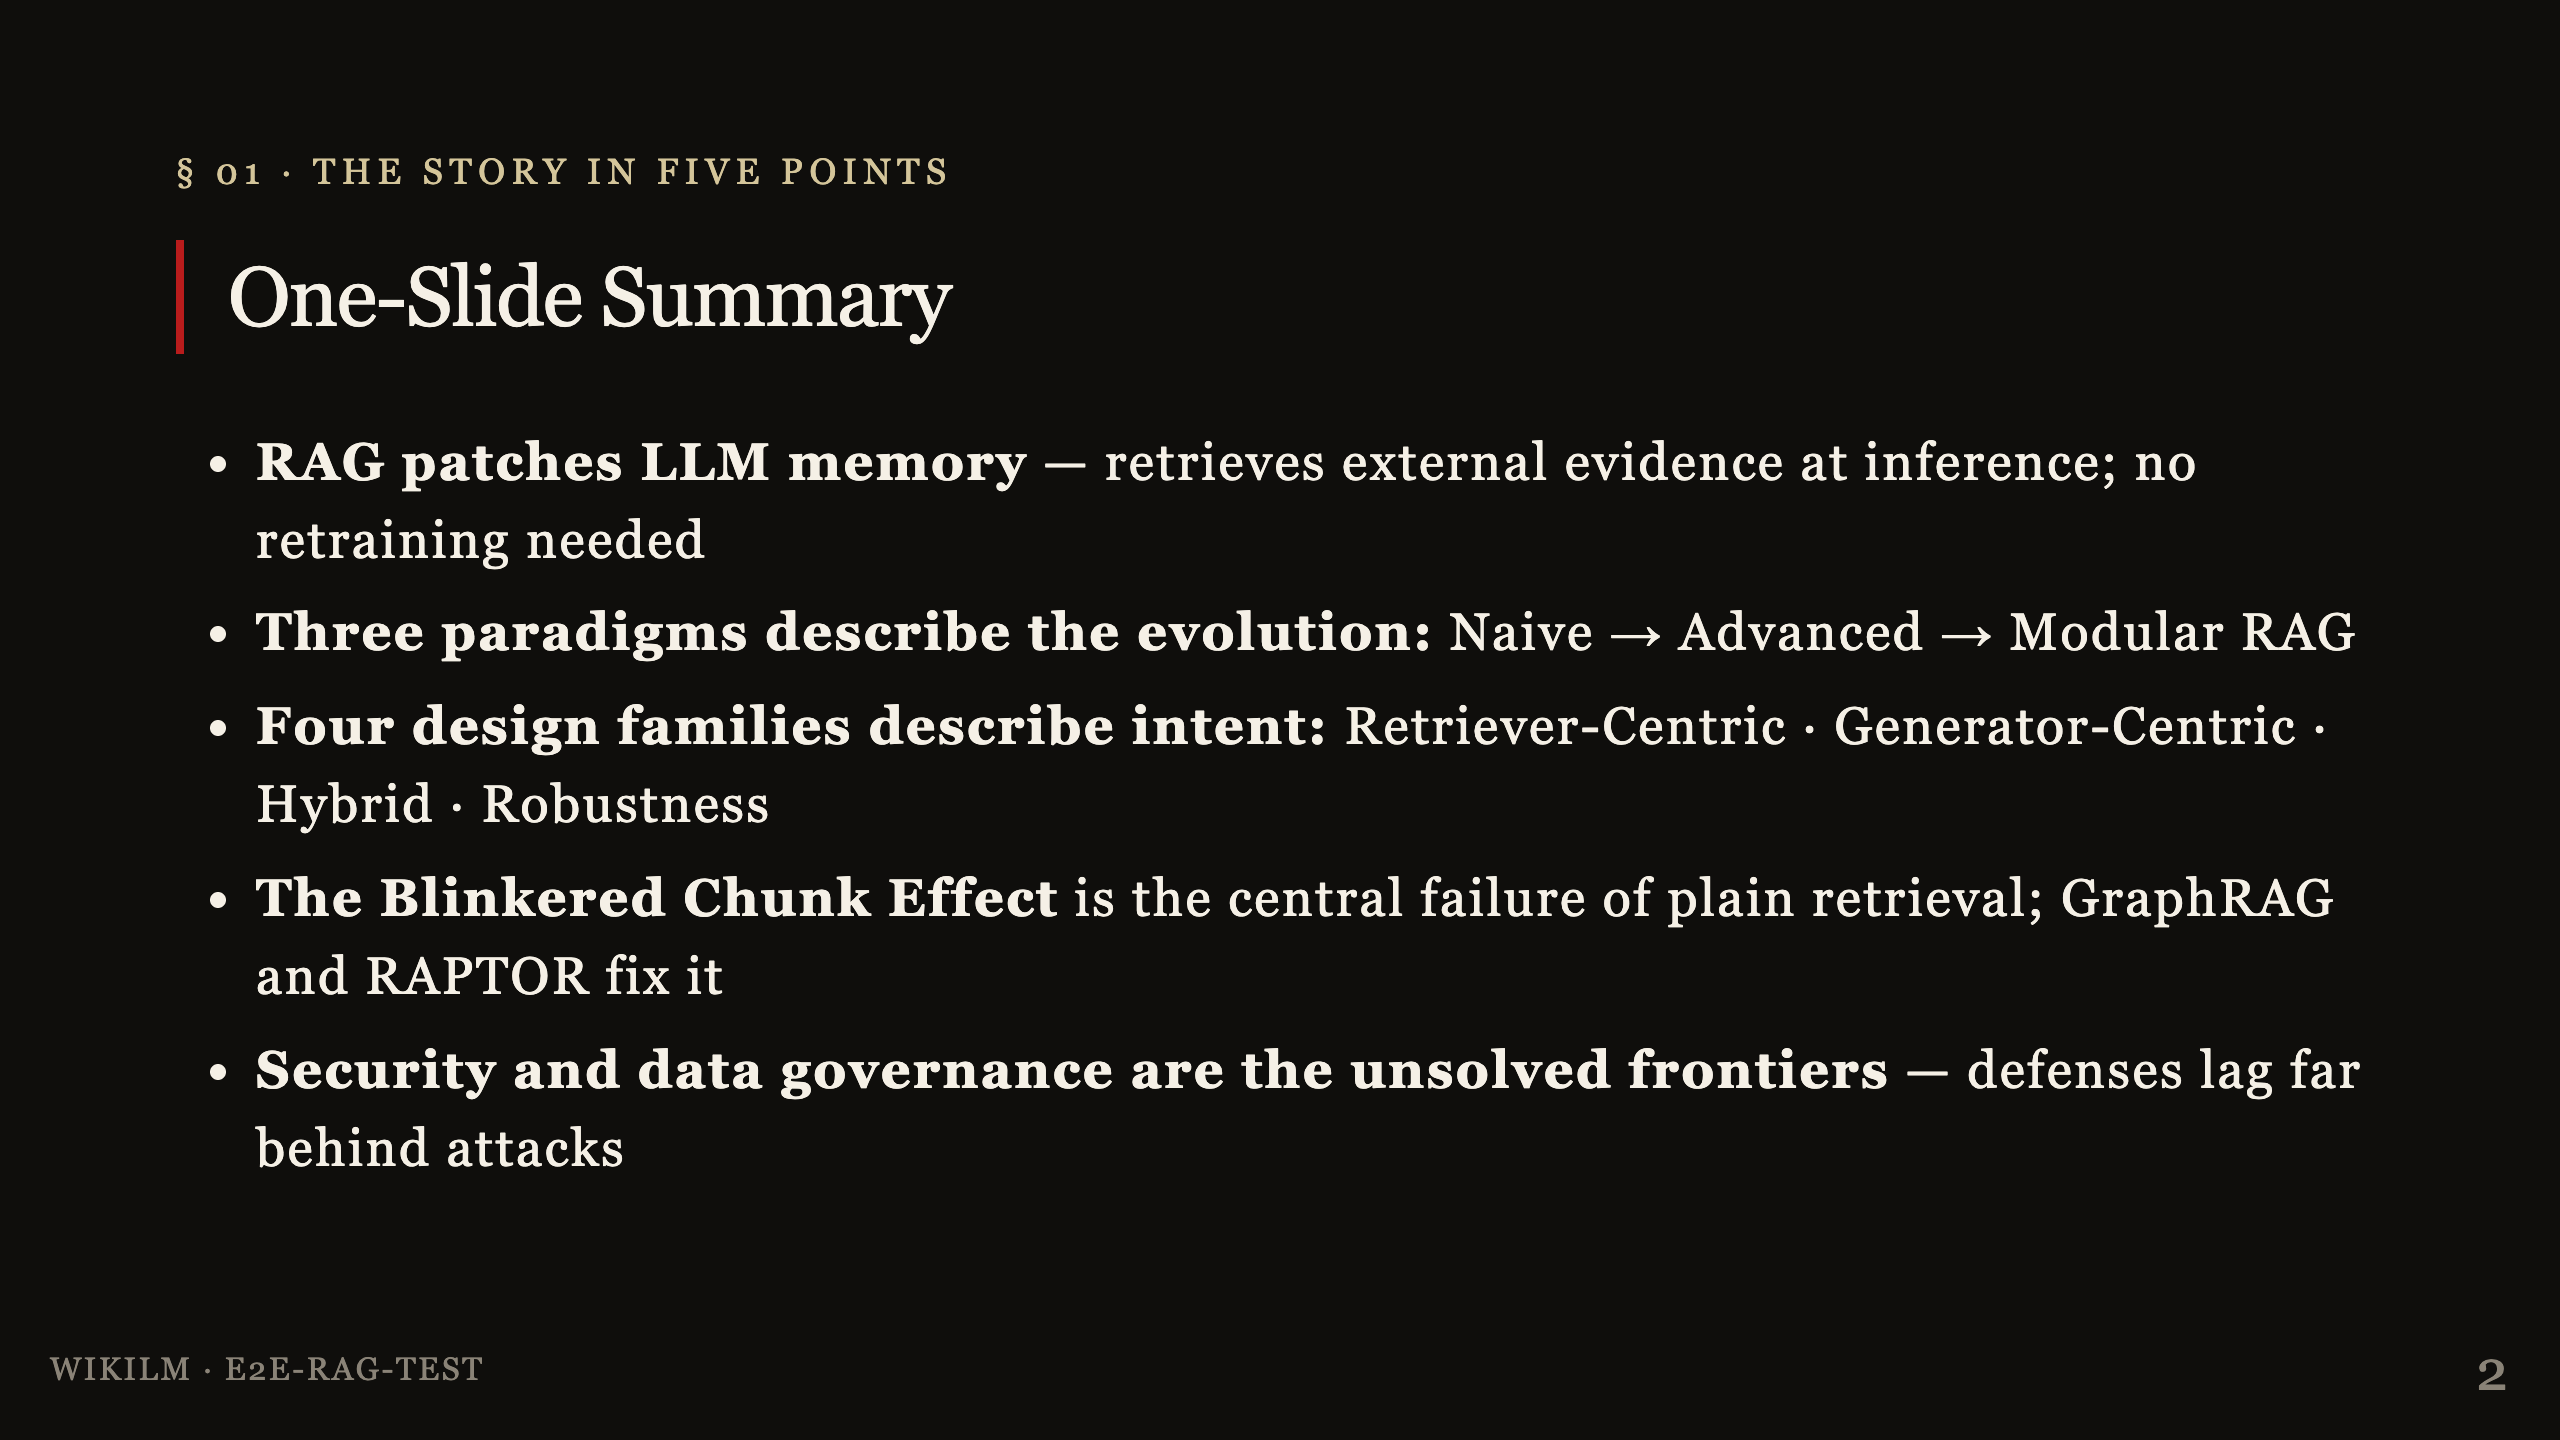 § 01 · THE STORY IN FIVE POINTS
One-Slide Summary
• RAG patches LLM memory — retrieves external evidence at inference; no
retraining needed
• Three paradigms describe the evolution: Naive → Advanced → Modular RAG
• Four design families describe intent: Retriever-Centric · Generator-Centric ·
Hybrid · Robustness
• The Blinkered Chunk Effect is the central failure of plain retrieval; GraphRAG
and RAPTOR fix it
• Security and data governance are the unsolved frontiers — defenses lag far
behind attacks
WIKILM · E2E-RAG-TEST
2